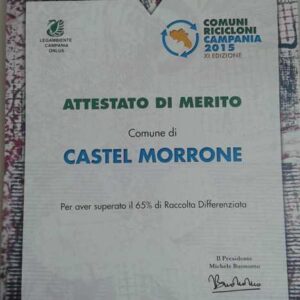 LEGAMBIENTE
CAMPANIA
ONLUS
COMUNI
RICICLONI
CAMPANIA
2015
XI EDIZIONE
ATTESTATO DI MERITO
Comune di
CASTEL MORRONE
Per aver superato il 65% di Raccolta Differenziata
Il Presidente
Michele Buonomo